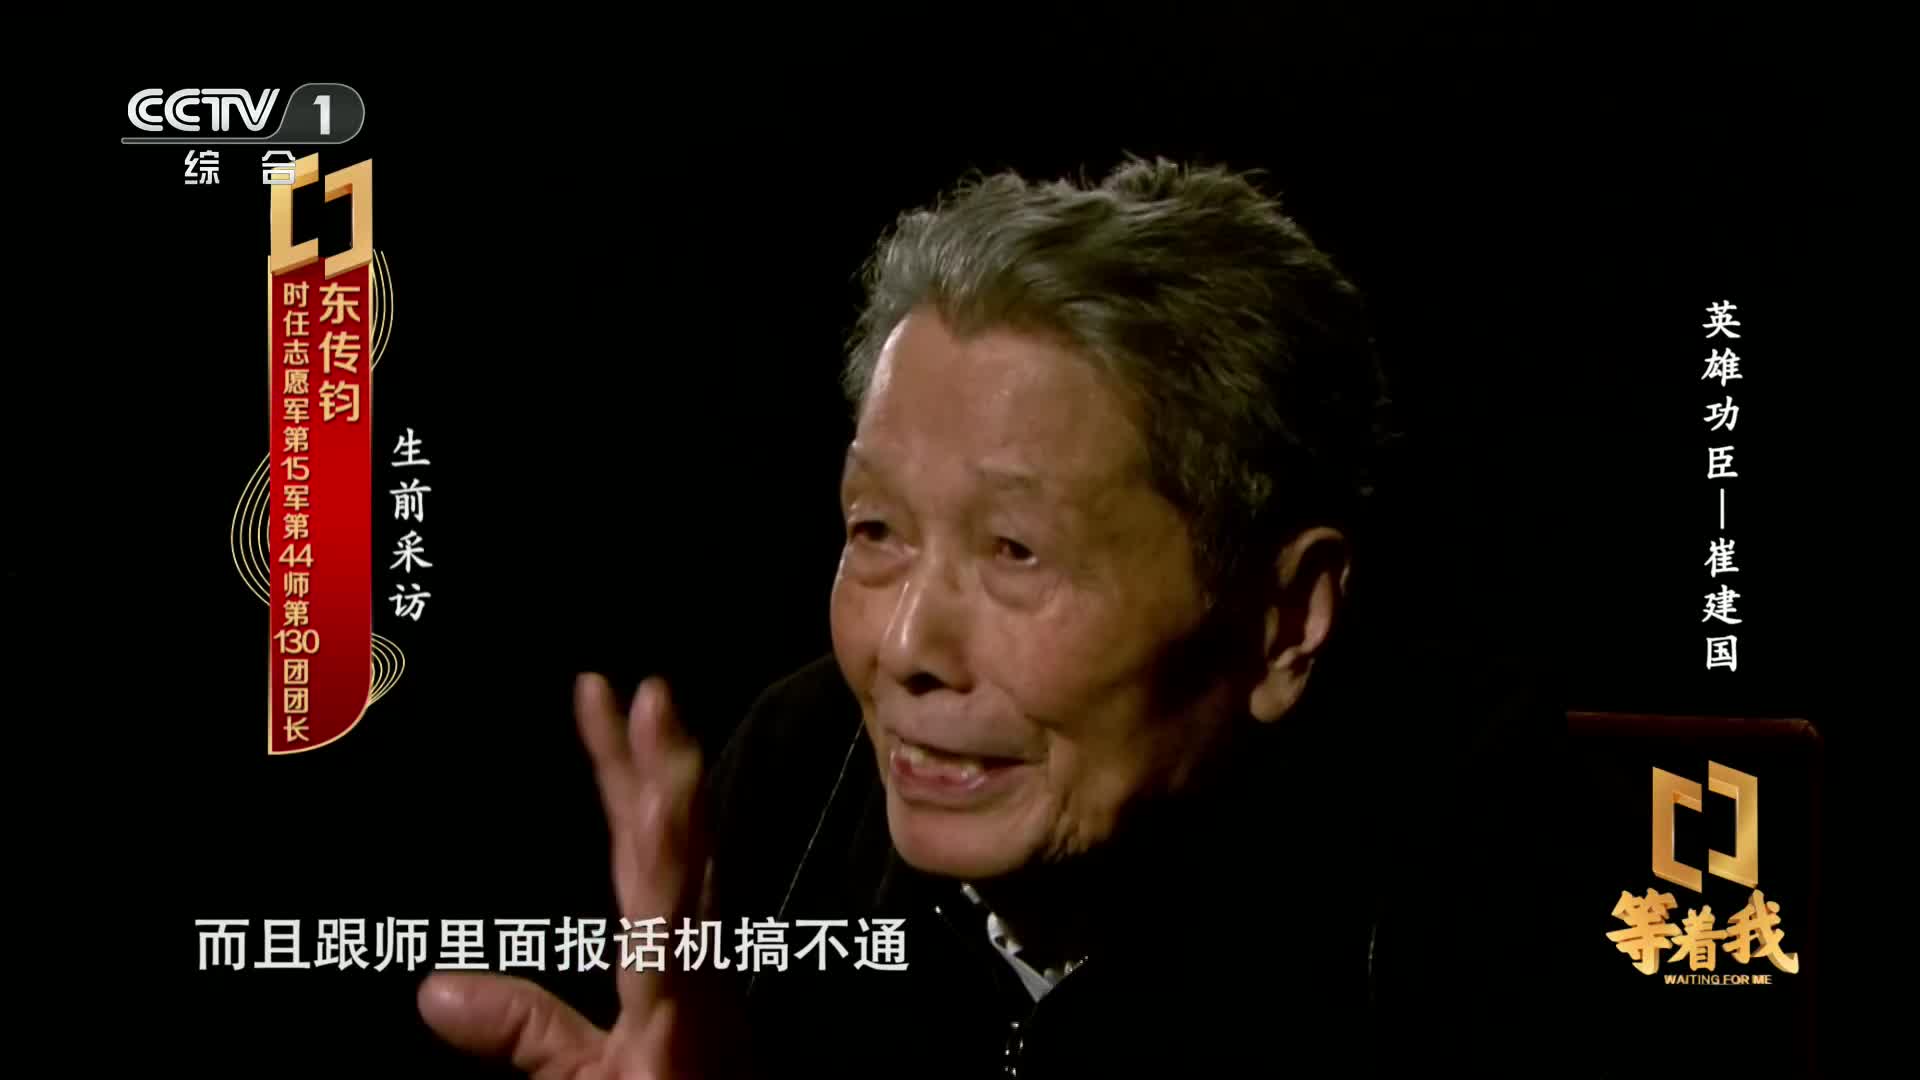 CCTV 1
综合
东传钧
时任志愿军第15军第44师第130团团长
生前采访
英雄功臣—崔建国
而且跟师里面报话机搞不通
等着我
WAITING FOR ME